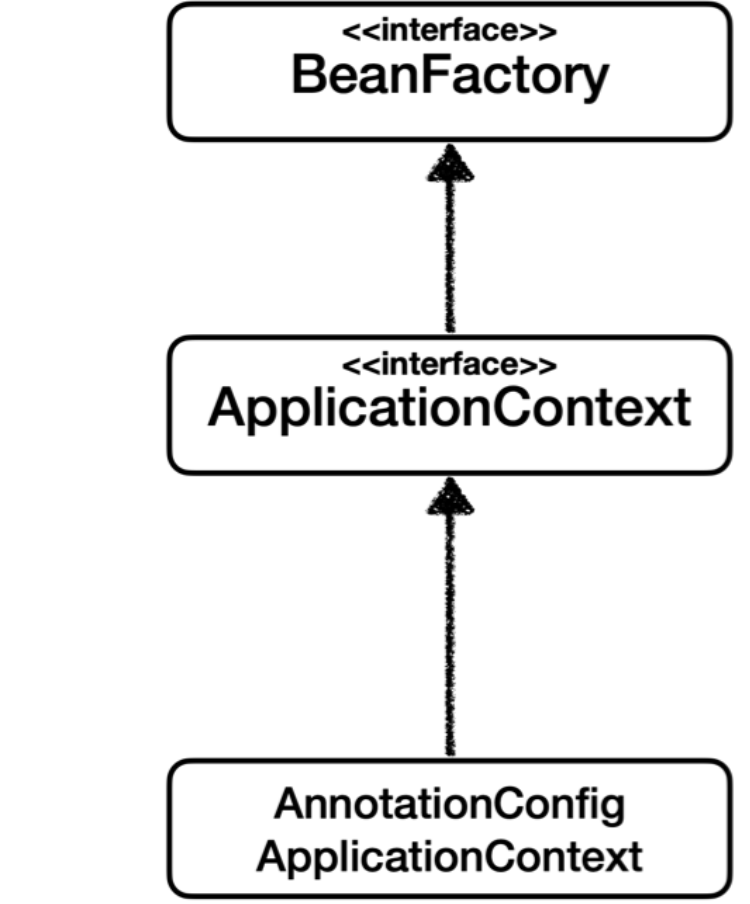 <<interface>>
BeanFactory
<<interface>>
ApplicationContext
AnnotationConfig
ApplicationContext